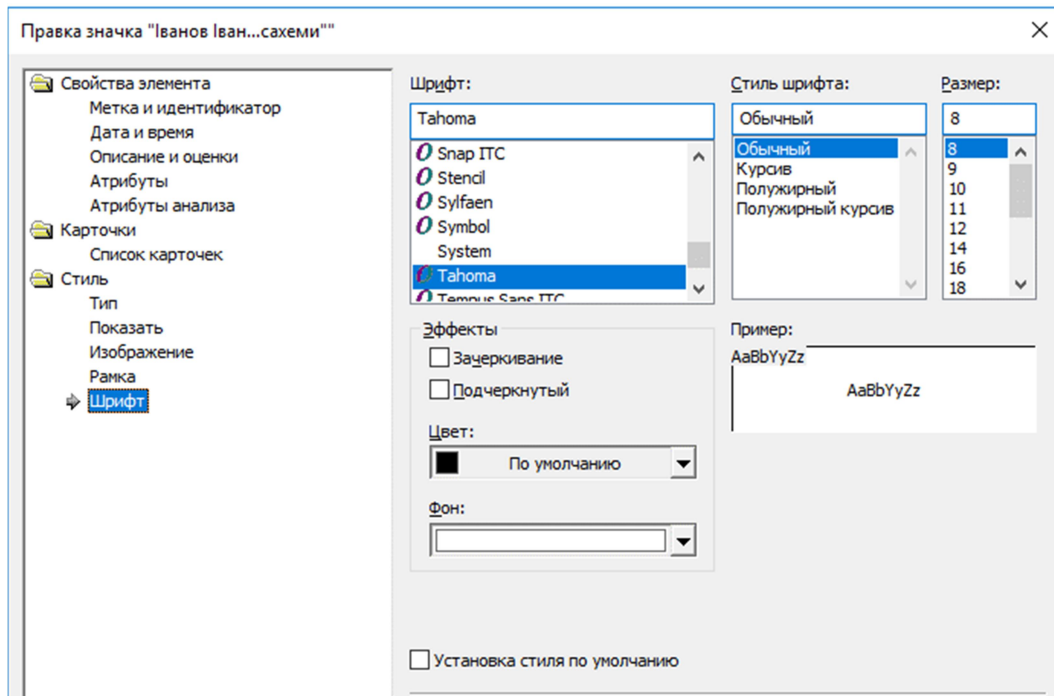 Правка значка "Іванов Іван...сахеми""
Свойства элемента
Метка и идентификатор
Дата и время
Описание и оценки
Атрибуты
Атрибуты анализа
Карточки
Список карточек
Стиль
Тип
Показать
Изображение
Рамка
Шрифт
Шрифт:
Tahoma
Snap ITC
Stencil
Sylfaen
Symbol
System
Tahoma
Tempus Sans ITC
Стиль шрифта:
Обычный
Обычный
Курсив
Полужирный
Полужирный курсив
Размер:
8
8
9
10
11
12
14
16
18
Эффекты
Зачеркивание
Подчеркнутый
Цвет:
По умолчанию
Фон:
Пример:
AaBbYyZz
AaBbYyZz
Установка стиля по умолчанию